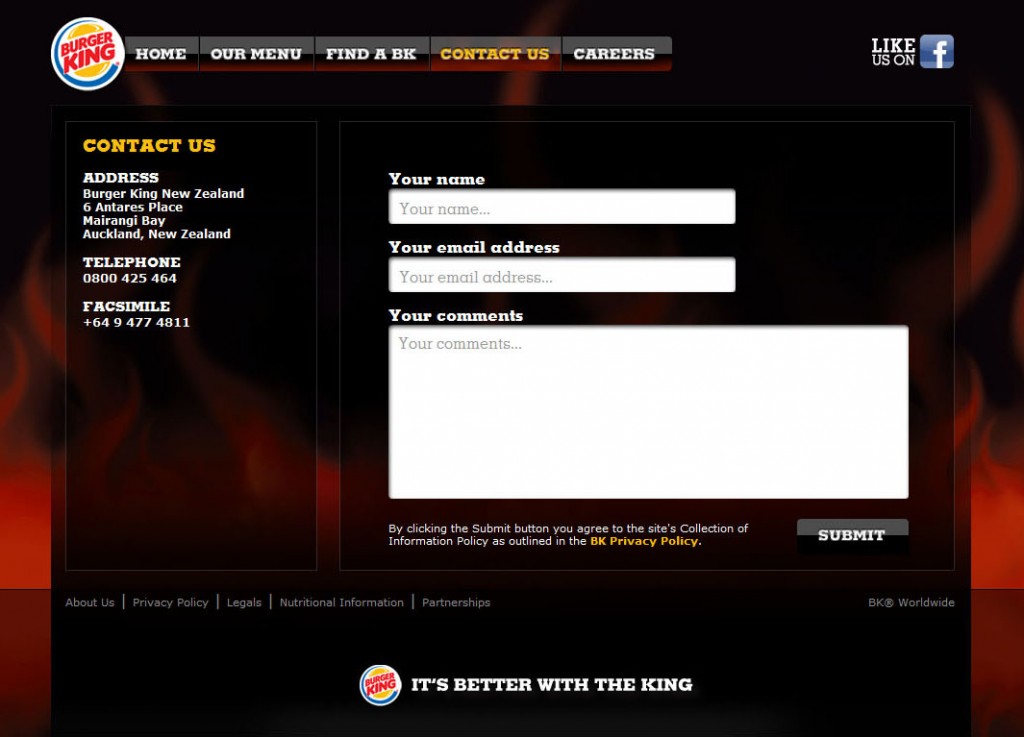 BURGER KING
HOME
OUR MENU
FIND A BK
CONTACT US
CAREERS
LIKE
US ON
f
CONTACT US
ADDRESS
Burger King New Zealand
6 Antares Place
Mairangi Bay
Auckland, New Zealand
TELEPHONE
0800 425 464
FACSIMILE
+64 9 477 4811
Your name
Your name...
Your email address
Your email address...
Your comments
Your comments...
By clicking the Submit button you agree to the site's Collection of
Information Policy as outlined in the BK Privacy Policy.
SUBMIT
About Us | Privacy Policy | Legals | Nutritional Information | Partnerships
BK® Worldwide
BURGER KING
IT'S BETTER WITH THE KING